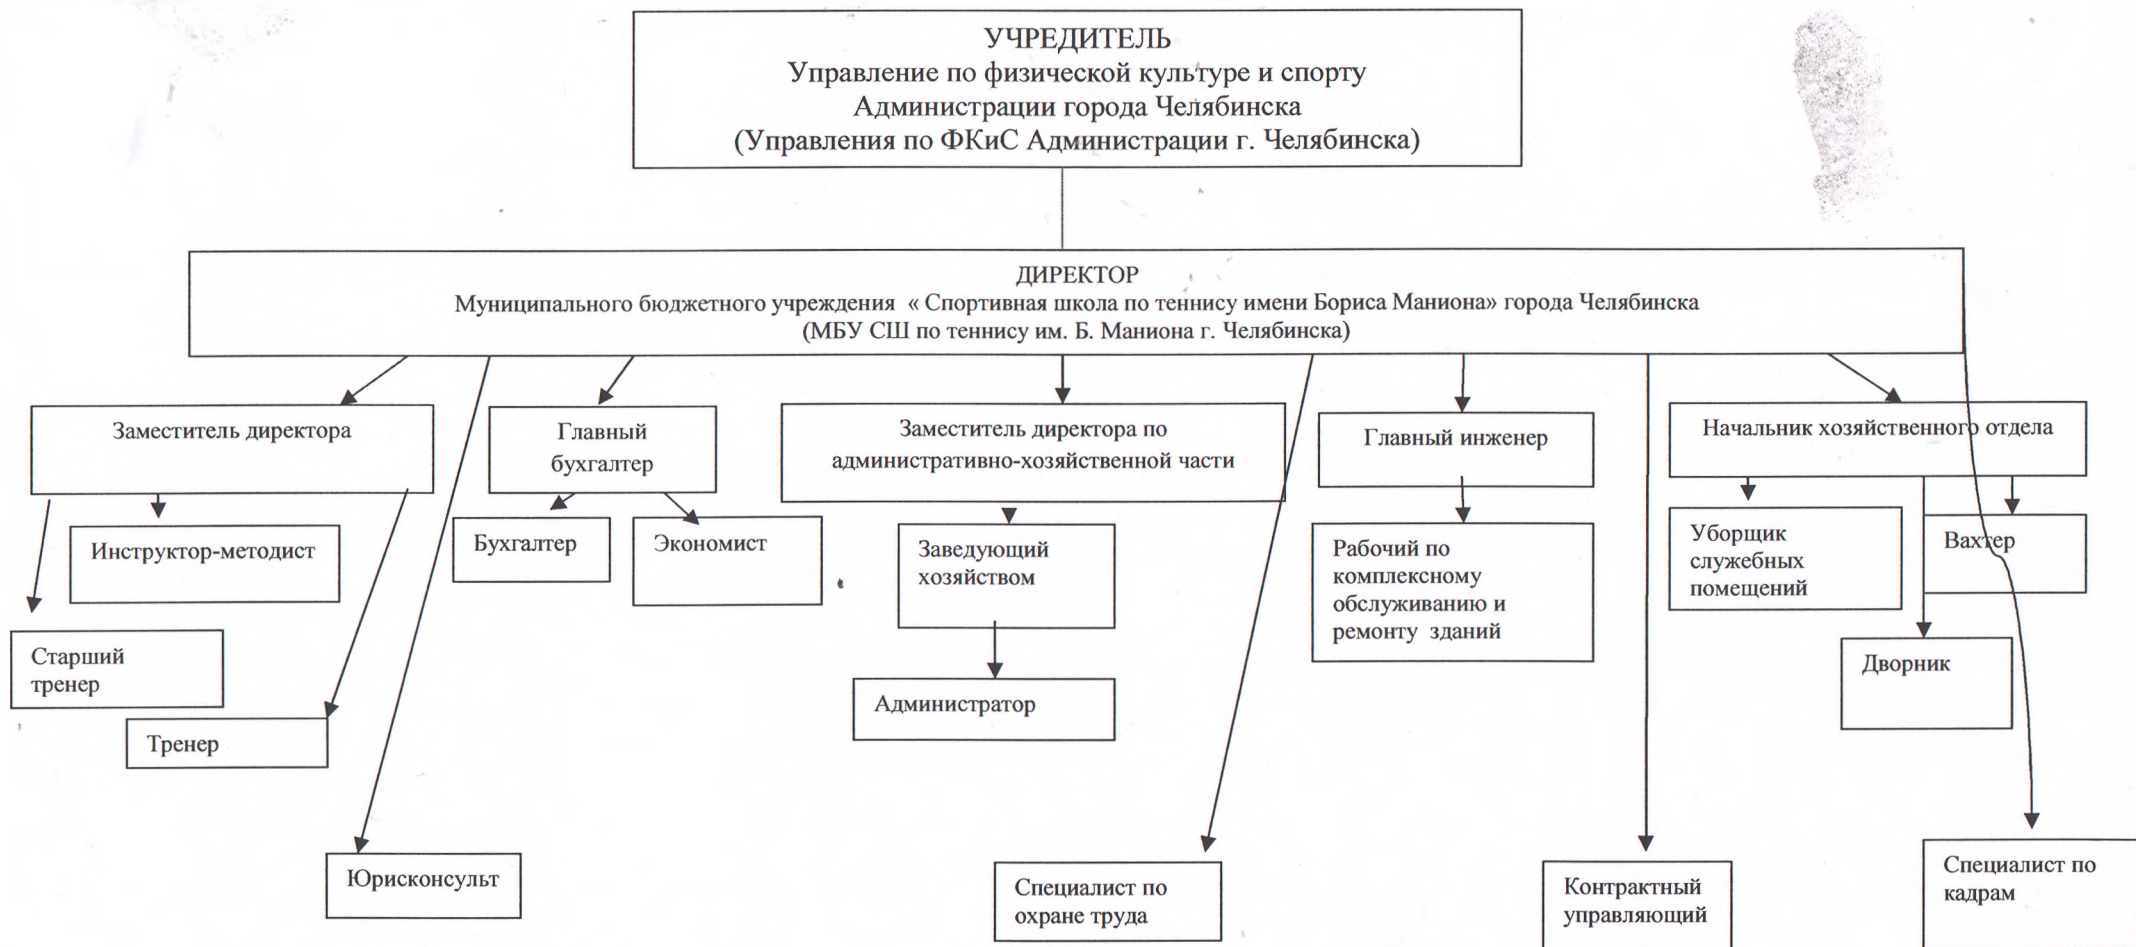 УЧРЕДИТЕЛЬ
Управление по физической культуре и спорту
Администрации города Челябинска
(Управления по ФКиС Администрации г. Челябинска)
ДИРЕКТОР
Муниципального бюджетного учреждения « Спортивная школа по теннису имени Бориса Маниона» города Челябинска
(МБУ СШ по теннису им. Б. Маниона г. Челябинска)
Заместитель директора
Главный
бухгалтер
Заместитель директора по
административно-хозяйственной части
Главный инженер
Начальник хозяйственного отдела
Инструктор-методист
Бухгалтер
Экономист
Заведующий
хозяйством
Рабочий по
комплексному
обслуживанию и
ремонту зданий
Уборщик
служебных
помещений
Вахтер
Старший
тренер
Тренер
Администратор
Дворник
Юрисконсульт
Специалист по
охране труда
Контрактный
управляющий
Специалист по
кадрам